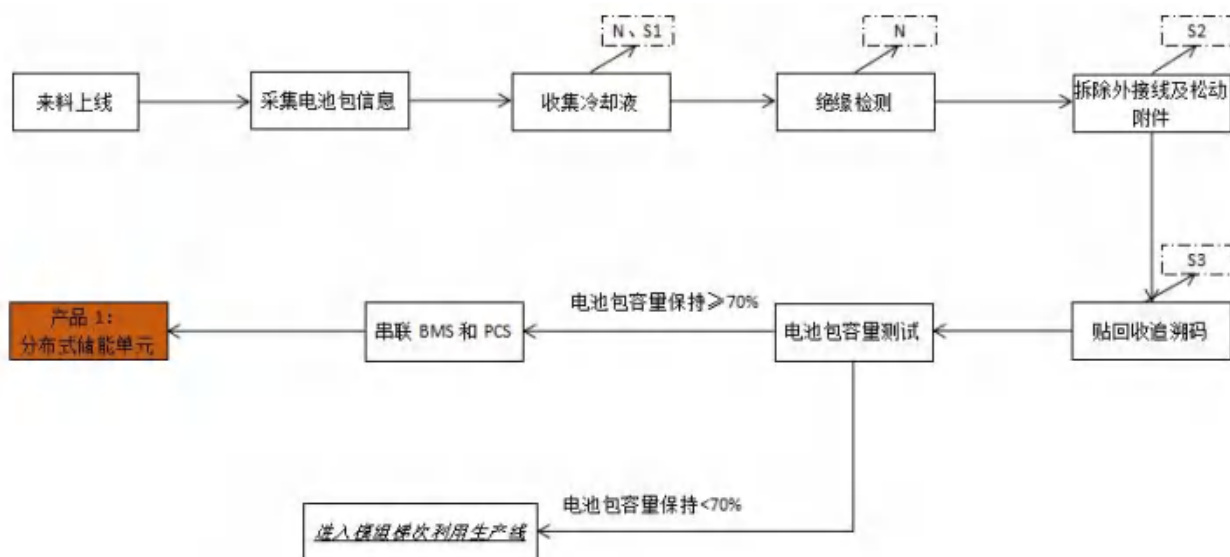 N、S1
N
S2
来料上线
采集电池包信息
收集冷却液
绝缘检测
拆除外接线及松动
附件
S3
产品 1：
分布式储能单元
串联 BMS 和 PCS
电池包容量保持≥70%
电池包容量测试
贴回收追溯码
电池包容量保持<70%
进入模组梯次利用生产线